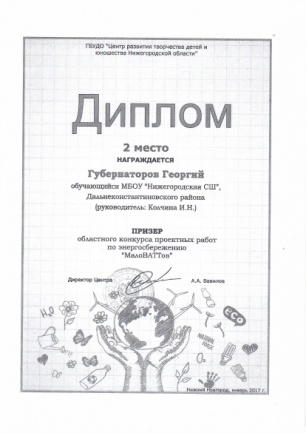 ГБУДО "Центр развития творчества детей и
юношества Нижегородской области"
Диплом
2 место
НАГРАЖДАЕТСЯ
Губернаторов Георгий
обучающийся МБОУ "Нижегородская СШ",
Дальнеконстантиновского района
(руководитель: Колчина И.Н.)
ПРИЗЕР
областного конкурса проектных работ
по энергосбережению
"МалоВАТТов"
Директор Центра
А.А. Вавилов
ECO
Нижний Новгород, январь 2017 г.